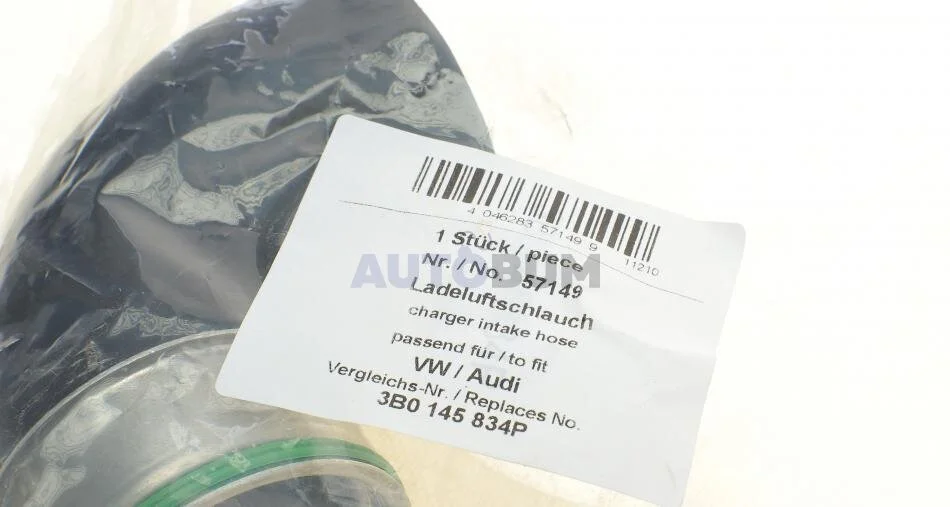 4 046283 57149 9
11210
1 Stück / piece
Nr. / No. 57149
Ladeluftschlauch
charger intake hose
passend für / to fit
VW / Audi
Vergleichs-Nr. / Replaces No.
3B0 145 834P
AUTOBUM